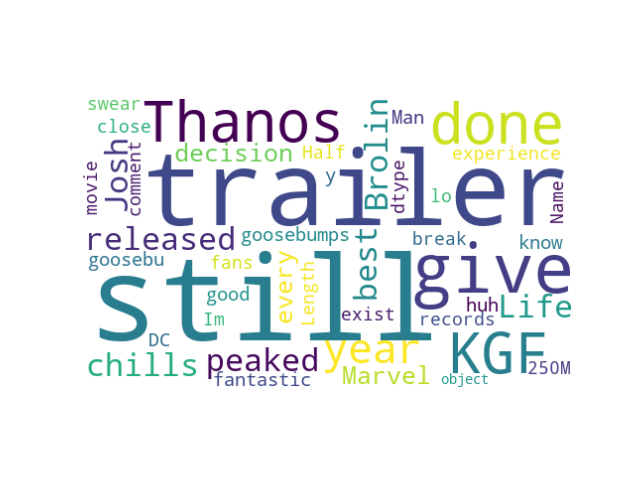 swear
Thanos
done
close
Man
Brolin
Josh
comment
movie
decision
Half
experience
trailer
y
dtype
lo
Name
released
goosebumps
best
break
know
goosebu
fans
every
Length
give
still
good
Im
exist
huh
Life
records
DC
year
KGF
250M
chills
peaked
fantastic
Marvel
object